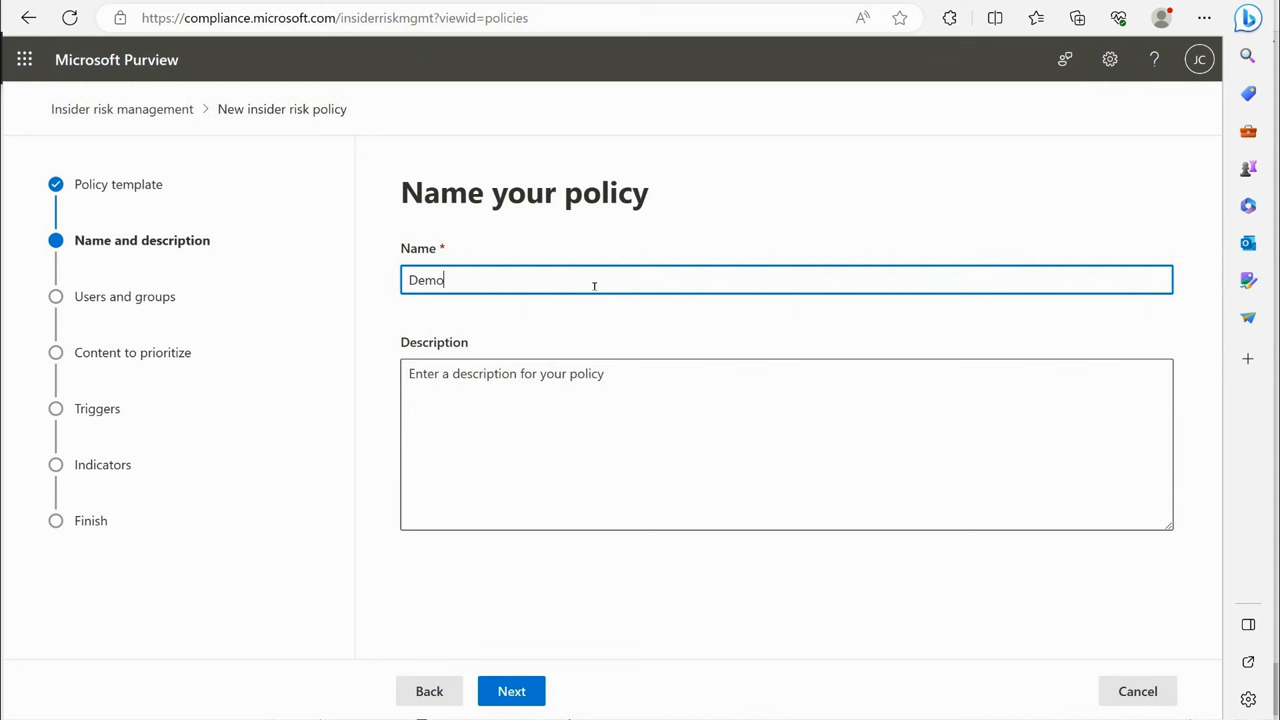 https://compliance.microsoft.com/insiderriskmgmt?viewid=policies
Microsoft Purview
JC
Insider risk management > New insider risk policy
Policy template
Name and description
Users and groups
Content to prioritize
Triggers
Indicators
Finish
Name your policy
Name *
Demo
Description
Enter a description for your policy
Back
Next
Cancel